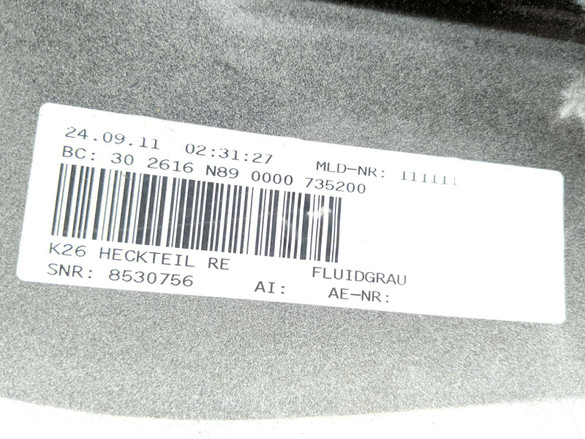 24.09.11 02:31:27 MLD-NR: 111111
BC: 30 2616 N89 0000 735200
K26 HECKTEIL RE FLUIDGRAU
SNR: 8530756 AI: AE-NR: